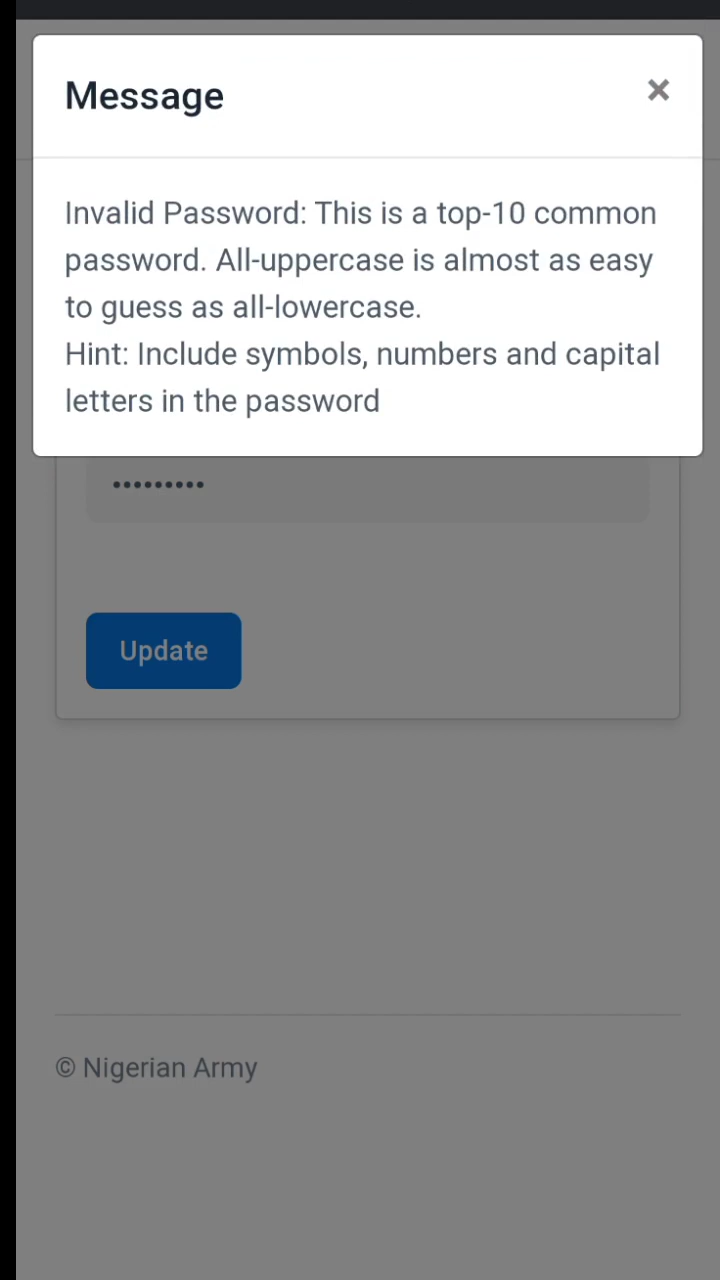 Message
×
Invalid Password: This is a top-10 common
password. All-uppercase is almost as easy
to guess as all-lowercase.
Hint: Include symbols, numbers and capital
letters in the password
•••••••••
Update
© Nigerian Army